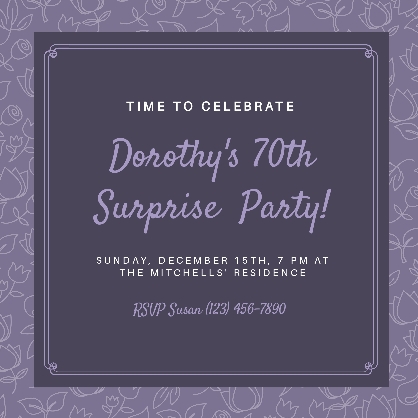 TIME TO CELEBRATE
Dorothy's 70th
Surprise Party!
SUNDAY, DECEMBER 15TH, 7 PM AT
THE MITCHELLS' RESIDENCE
RSVP Susan (123) 456-7890